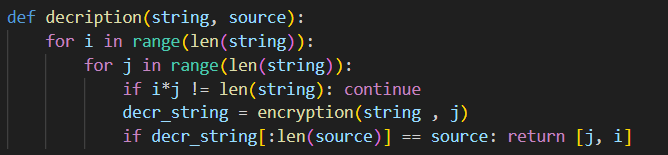 def decription(string, source):
    for i in range(len(string)):
        for j in range(len(string)):
            if i*j != len(string): continue
            decr_string = encryption(string , j)
            if decr_string[:len(source)] == source: return [j, i]